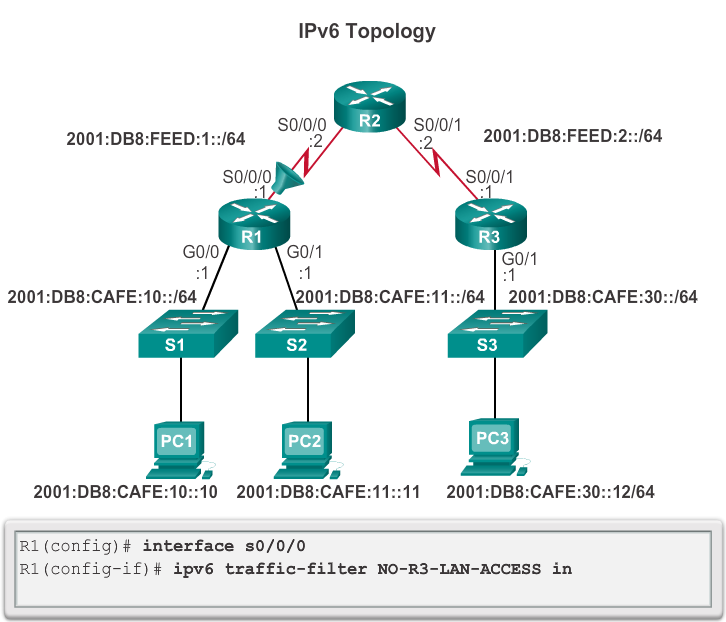 IPv6 Topology
R2
S0/0/0
:2
S0/0/1
:2
2001:DB8:FEED:1::/64
2001:DB8:FEED:2::/64
S0/0/0
:1
S0/0/1
:1
R1
R3
G0/0
:1
G0/1
:1
G0/1
:1
2001:DB8:CAFE:10::/64
2001:DB8:CAFE:11::/64
2001:DB8:CAFE:30::/64
S1
S2
S3
PC1
PC2
PC3
2001:DB8:CAFE:10::10
2001:DB8:CAFE:11::11
2001:DB8:CAFE:30::12/64
R1(config)# interface s0/0/0
R1(config-if)# ipv6 traffic-filter NO-R3-LAN-ACCESS in